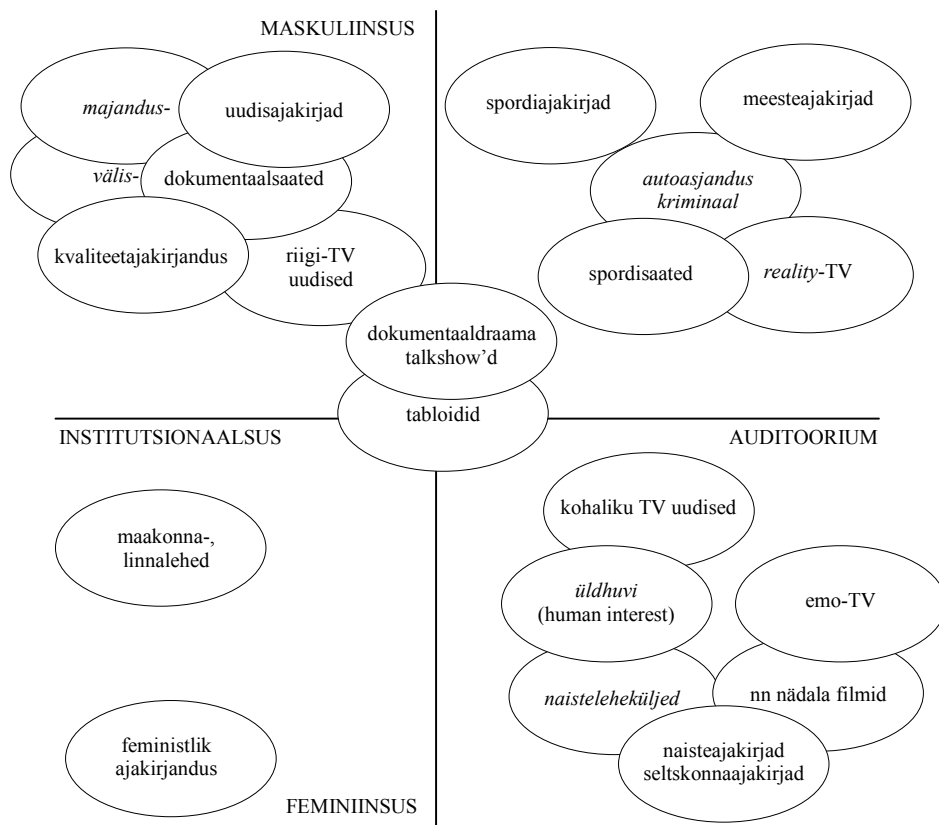 MASKULIINSUS
majandus-
uudisajakirjad
välis-
dokumentaalsaated
kvaliteetajakirjandus
riigi-TV
uudised
spordiajakirjad
meesteajakirjad
autoasjandus
kriminaal
spordisaated
reality-TV
dokumentaaldraama
talkshow’d
tabloidid
INSTITUTSIONAALSUS
AUDITOORIUM
maakonna-,
linnalehed
feministlik
ajakirjandus
FEMINIINSUS
kohaliku TV uudised
üldhuvi
(human interest)
emo-TV
naisteleheküljed
nn nädala filmid
naisteajakirjad
seltskonnaajakirjad